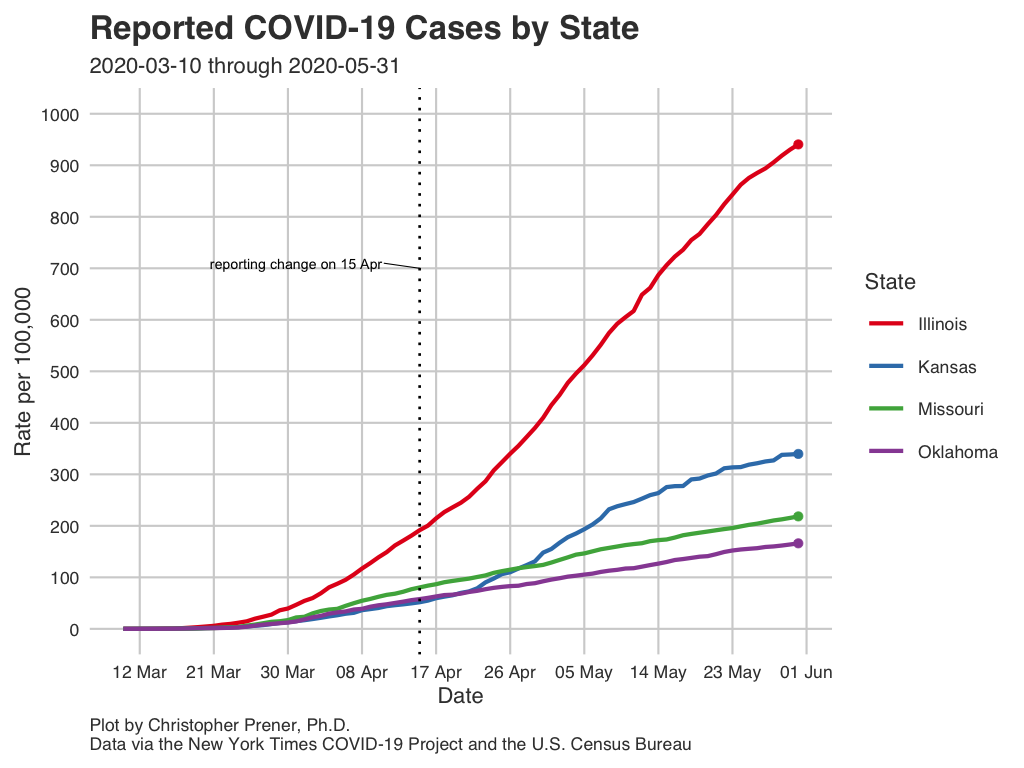 Reported COVID-19 Cases by State
2020-03-10 through 2020-05-31
1000
900
800
700
600
500
400
300
200
100
0
Rate per 100,000
reporting change on 15 Apr
State
Illinois
Kansas
Missouri
Oklahoma
12 Mar 21 Mar 30 Mar 08 Apr 17 Apr 26 Apr 05 May 14 May 23 May 01 Jun
Date
Plot by Christopher Prener, Ph.D.
Data via the New York Times COVID-19 Project and the U.S. Census Bureau